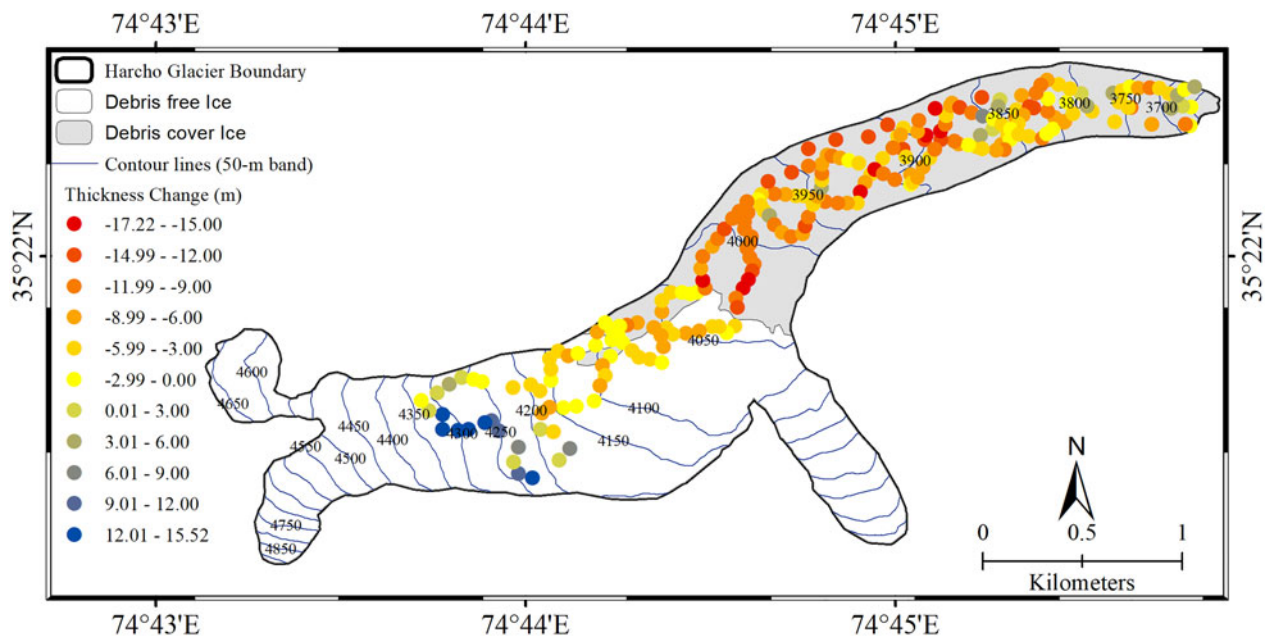 74°43'E 74°44'E 74°45'E
Harcho Glacier Boundary
Debris free Ice
Debris cover Ice
Contour lines (50-m band)
Thickness Change (m)
-17.22 - -15.00
-14.99 - -12.00
-11.99 - -9.00
-8.99 - -6.00
-5.99 - -3.00
-2.99 - 0.00
0.01 - 3.00
3.01 - 6.00
6.01 - 9.00
9.01 - 12.00
12.01 - 15.52
35°22'N
35°22'N
3700
3750
3800
3850
3900
3950
4000
4050
4100
4150
4200
4250
4300
4350
4400
4450
4500
4550
4600
4650
4750
4850
N
0 0.5 1
Kilometers
74°43'E 74°44'E 74°45'E